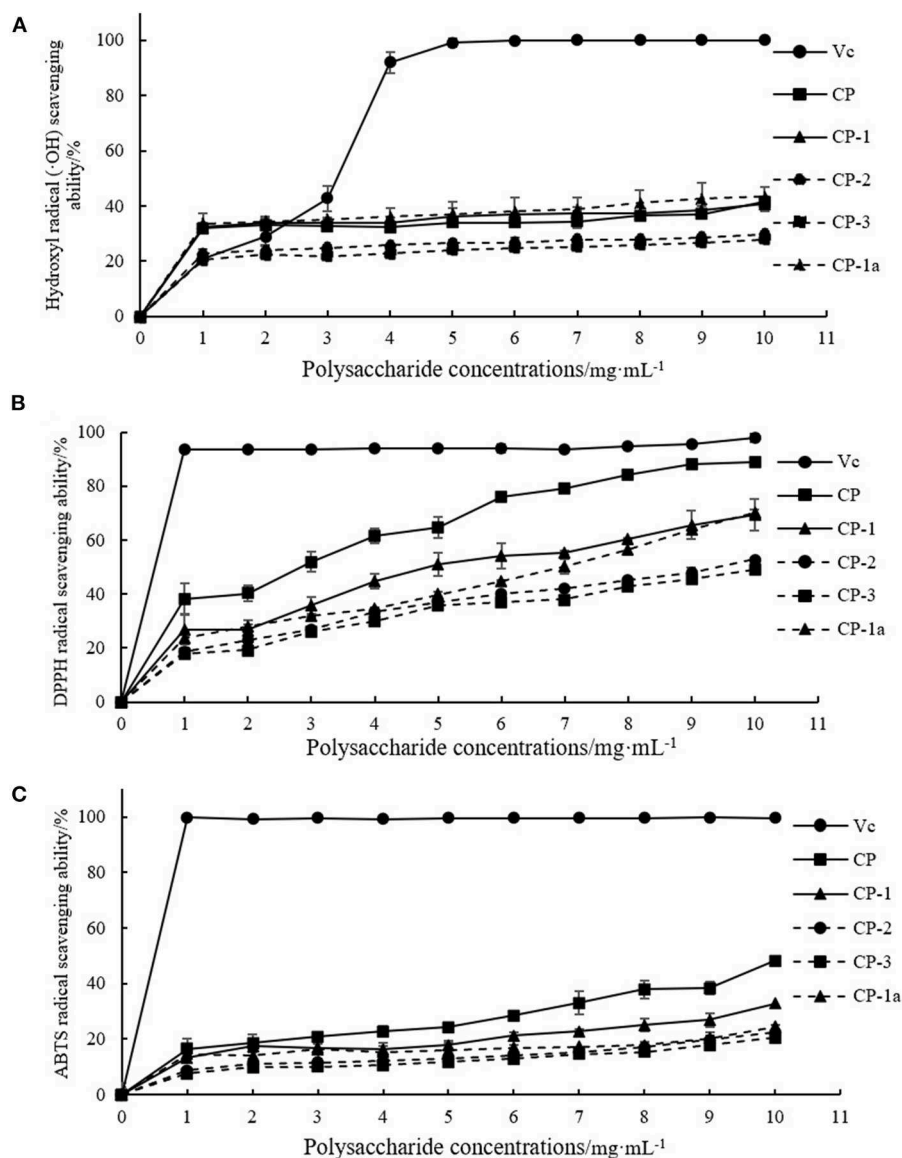 A
Hydroxyl radical (·OH) scavenging
ability/%
100
80
60
40
20
0
0 1 2 3 4 5 6 7 8 9 10 11
Polysaccharide concentrations/mg·mL⁻¹
Vc
CP
CP-1
CP-2
CP-3
CP-1a
B
DPPH radical scavenging ability/%
100
80
60
40
20
0
0 1 2 3 4 5 6 7 8 9 10 11
Polysaccharide concentrations/mg·mL⁻¹
Vc
CP
CP-1
CP-2
CP-3
CP-1a
C
ABTS radical scavenging ability/%
100
80
60
40
20
0
0 1 2 3 4 5 6 7 8 9 10 11
Polysaccharide concentrations/mg·mL⁻¹
Vc
CP
CP-1
CP-2
CP-3
CP-1a